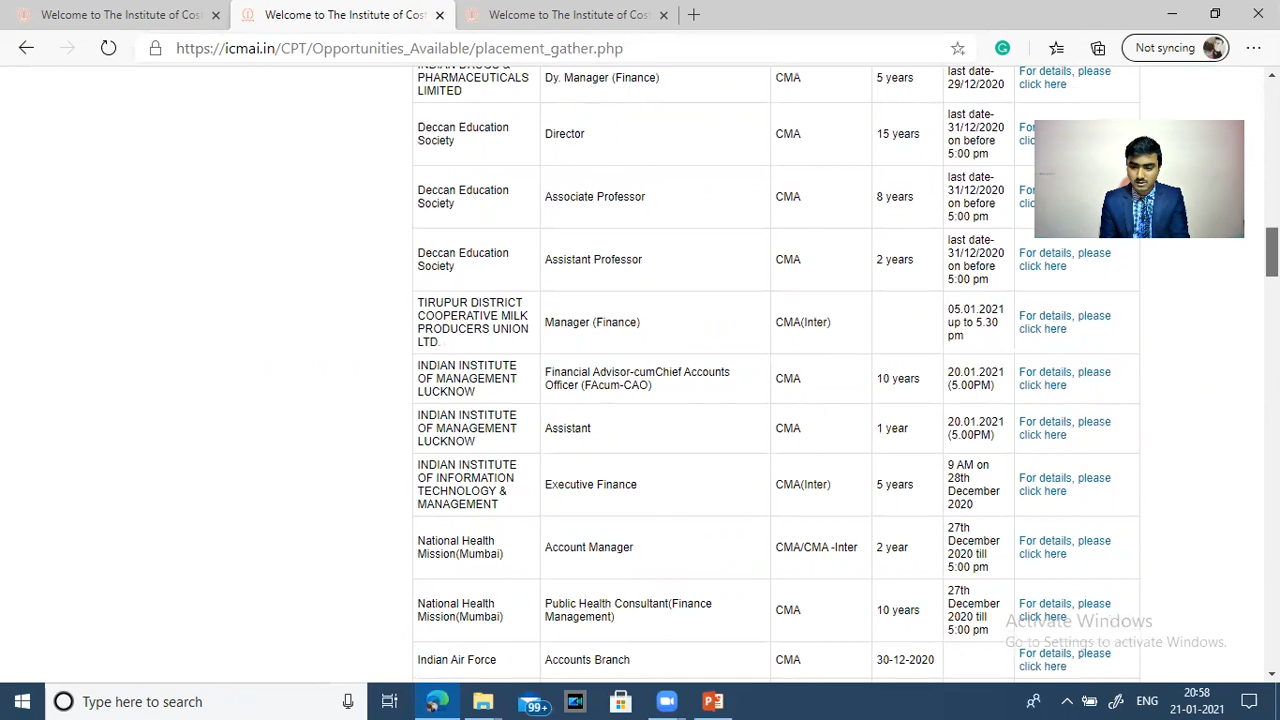 Welcome to The Institute of Cos
Welcome to The Institute of Cos
Welcome to The Institute of Cos
https://icmai.in/CPT/Opportunities_Available/placement_gather.php
Not syncing
INDIAN DRUGS &
PHARMACEUTICALS
LIMITED
Dy. Manager (Finance)
CMA
5 years
last date-
29/12/2020
For details, please
click here
Deccan Education
Society
Director
CMA
15 years
last date-
31/12/2020
on before
5:00 pm
For
clic
Deccan Education
Society
Associate Professor
CMA
8 years
last date-
31/12/2020
on before
5:00 pm
For
clic
Deccan Education
Society
Assistant Professor
CMA
2 years
last date-
31/12/2020
on before
5:00 pm
For details, please
click here
TIRUPUR DISTRICT
COOPERATIVE MILK
PRODUCERS UNION
LTD.
Manager (Finance)
CMA(Inter)
05.01.2021
up to 5.30
pm
For details, please
click here
INDIAN INSTITUTE
OF MANAGEMENT
LUCKNOW
Financial Advisor-cumChief Accounts
Officer (FAcum-CAO)
CMA
10 years
20.01.2021
(5.00PM)
For details, please
click here
INDIAN INSTITUTE
OF MANAGEMENT
LUCKNOW
Assistant
CMA
1 year
20.01.2021
(5.00PM)
For details, please
click here
INDIAN INSTITUTE
OF INFORMATION
TECHNOLOGY &
MANAGEMENT
Executive Finance
CMA(Inter)
5 years
9 AM on
28th
December
2020
For details, please
click here
National Health
Mission(Mumbai)
Account Manager
CMA/CMA -Inter
2 year
27th
December
2020 till
5:00 pm
For details, please
click here
National Health
Mission(Mumbai)
Public Health Consultant(Finance
Management)
CMA
10 years
27th
December
2020 till
5:00 pm
For details, please
click here
Indian Air Force
Accounts Branch
CMA
30-12-2020
For details, please
click here
Activate Windows
Go to Settings to activate Windows.
Type here to search
99+
ENG
20:58
21-01-2021